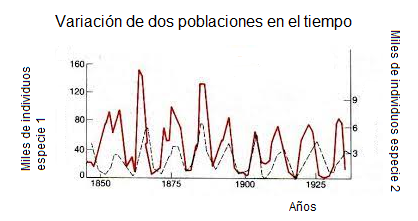 Variación de dos poblaciones en el tiempo
Miles de individuos
especie 1
160
120
80
40
0
9
6
3
Miles de individuos especie 2
1850
1875
1900
1925
Años